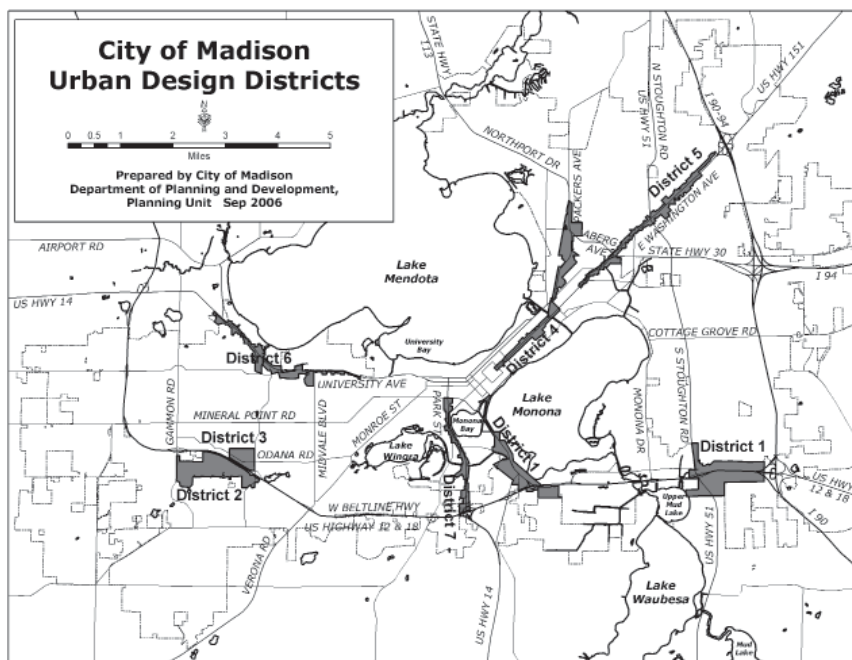 City of Madison
Urban Design Districts
0 0.5 1 2 3 4 5
Miles
Prepared by City of Madison
Department of Planning and Development,
Planning Unit Sep 2006
STATE HWY
113
NORTHPORT DR
PACKERS AVE
N STOUGHTON RD
US HWY 51
I 90-94
US HWY 151
District 5
E WASHINGTON AVE
ABERG
AVE
STATE HWY 30
I 94
AIRPORT RD
US HWY 14
Lake
Mendota
University
Bay
District 6
District 4
COTTAGE GROVE RD
UNIVERSITY AVE
GAMMON RD
MINERAL POINT RD
MIDVALE BLVD
MONROE ST
PARK ST
Monona
Bay
Lake
Monona
MONONA DR
S STOUGHTON RD
District 3
ODANA RD
Lake
Wingra
District 1
District 1
District 2
District 7
US HWY
12 & 18
W BELTLINE HWY
US HIGHWAY 12 & 18
Upper
Mud
Lake
US HWY 51
I 90
VERONA RD
US HWY 14
Lake
Waubesa
Mud
Lake